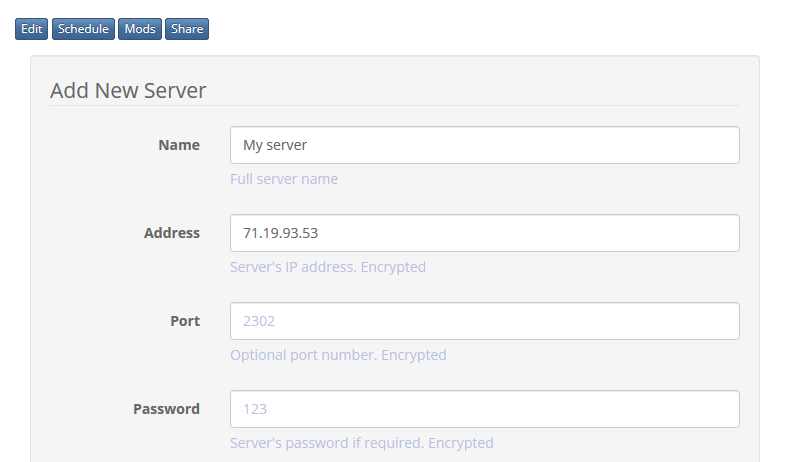 Edit Schedule Mods Share
Add New Server
Name My server
Full server name
Address 71.19.93.53
Server's IP address. Encrypted
Port 2302
Optional port number. Encrypted
Password 123
Server's password if required. Encrypted